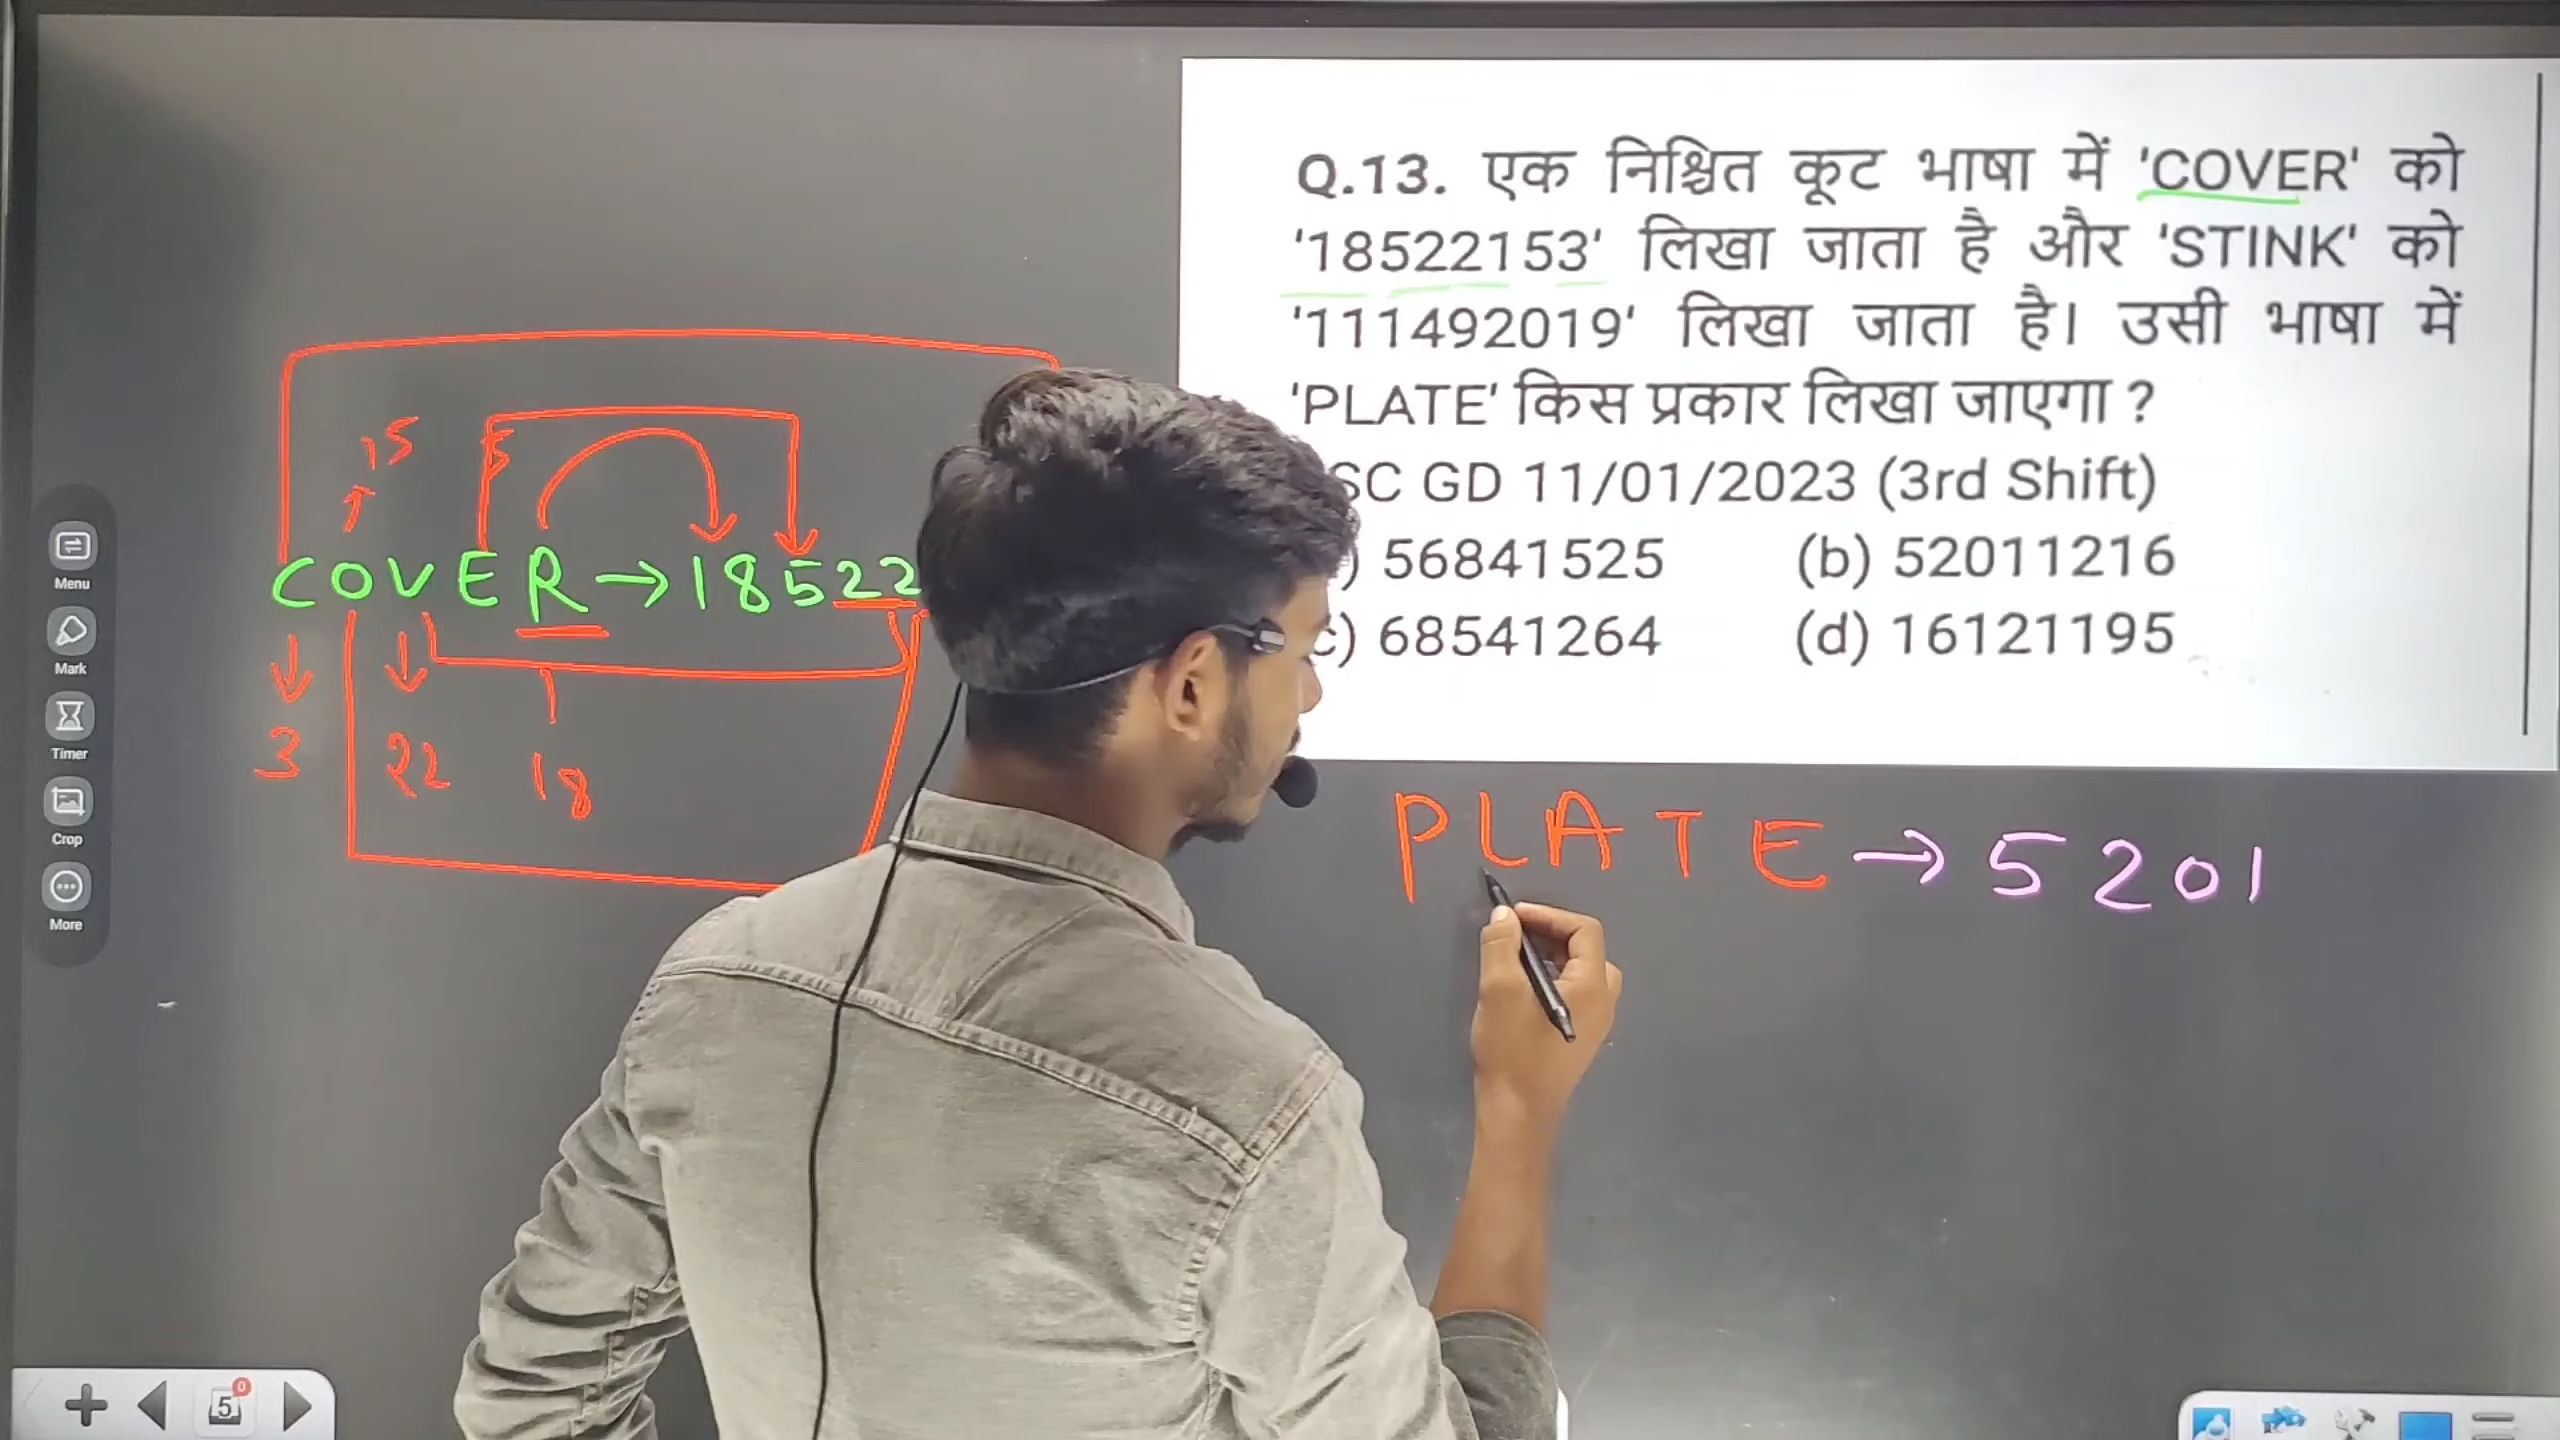 Q.13. एक निश्चित कूट भाषा में 'COVER' को
'18522153' लिखा जाता है और 'STINK' को
'111492019' लिखा जाता है। उसी भाषा में
'PLATE' किस प्रकार लिखा जाएगा ?
SC GD 11/01/2023 (3rd Shift)
) 56841525 (b) 52011216
c) 68541264 (d) 16121195
15 5
COVER → 18522
3 22 18
PLATE → 5201
Menu
Mark
Timer
Crop
More
5 0